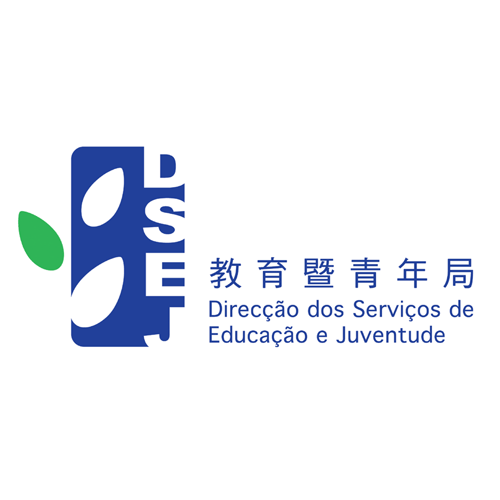 DSEJ
教育暨青年局
Direcção dos Serviços de
Educação e Juventude